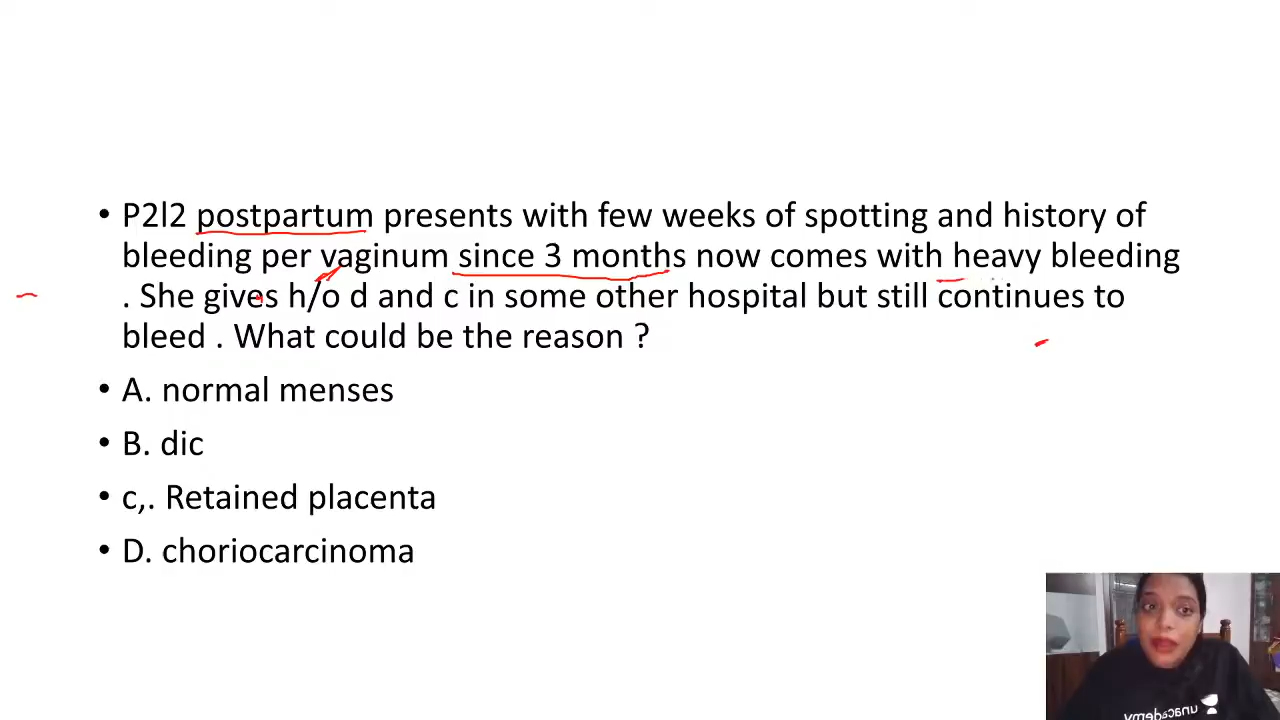 • P2l2 postpartum presents with few weeks of spotting and history of
bleeding per vaginum since 3 months now comes with heavy bleeding
. She gives h/o d and c in some other hospital but still continues to
bleed . What could be the reason ?
• A. normal menses
• B. dic
• c,. Retained placenta
• D. choriocarcinoma
unacademy